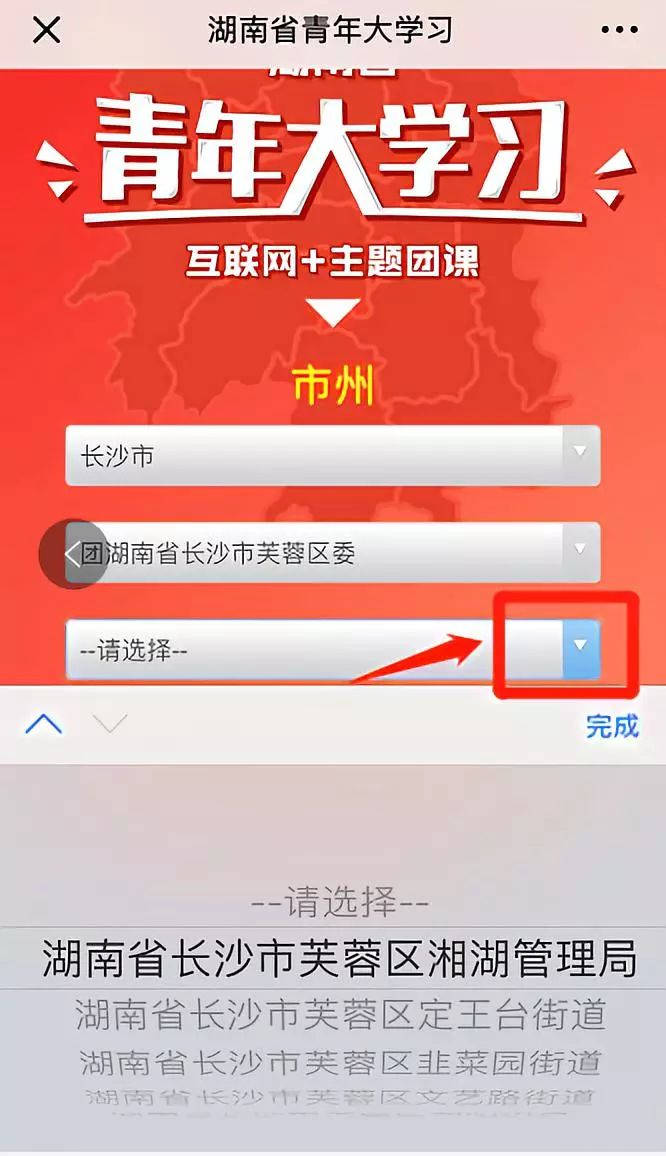 湖南省青年大学习
湖南省
青年大学习
互联网+主题团课
市州
长沙市
团湖南省长沙市芙蓉区委
--请选择--
完成
--请选择--
湖南省长沙市芙蓉区湘湖管理局
湖南省长沙市芙蓉区定王台街道
湖南省长沙市芙蓉区韭菜园街道
湖南省长沙市芙蓉区文艺路街道